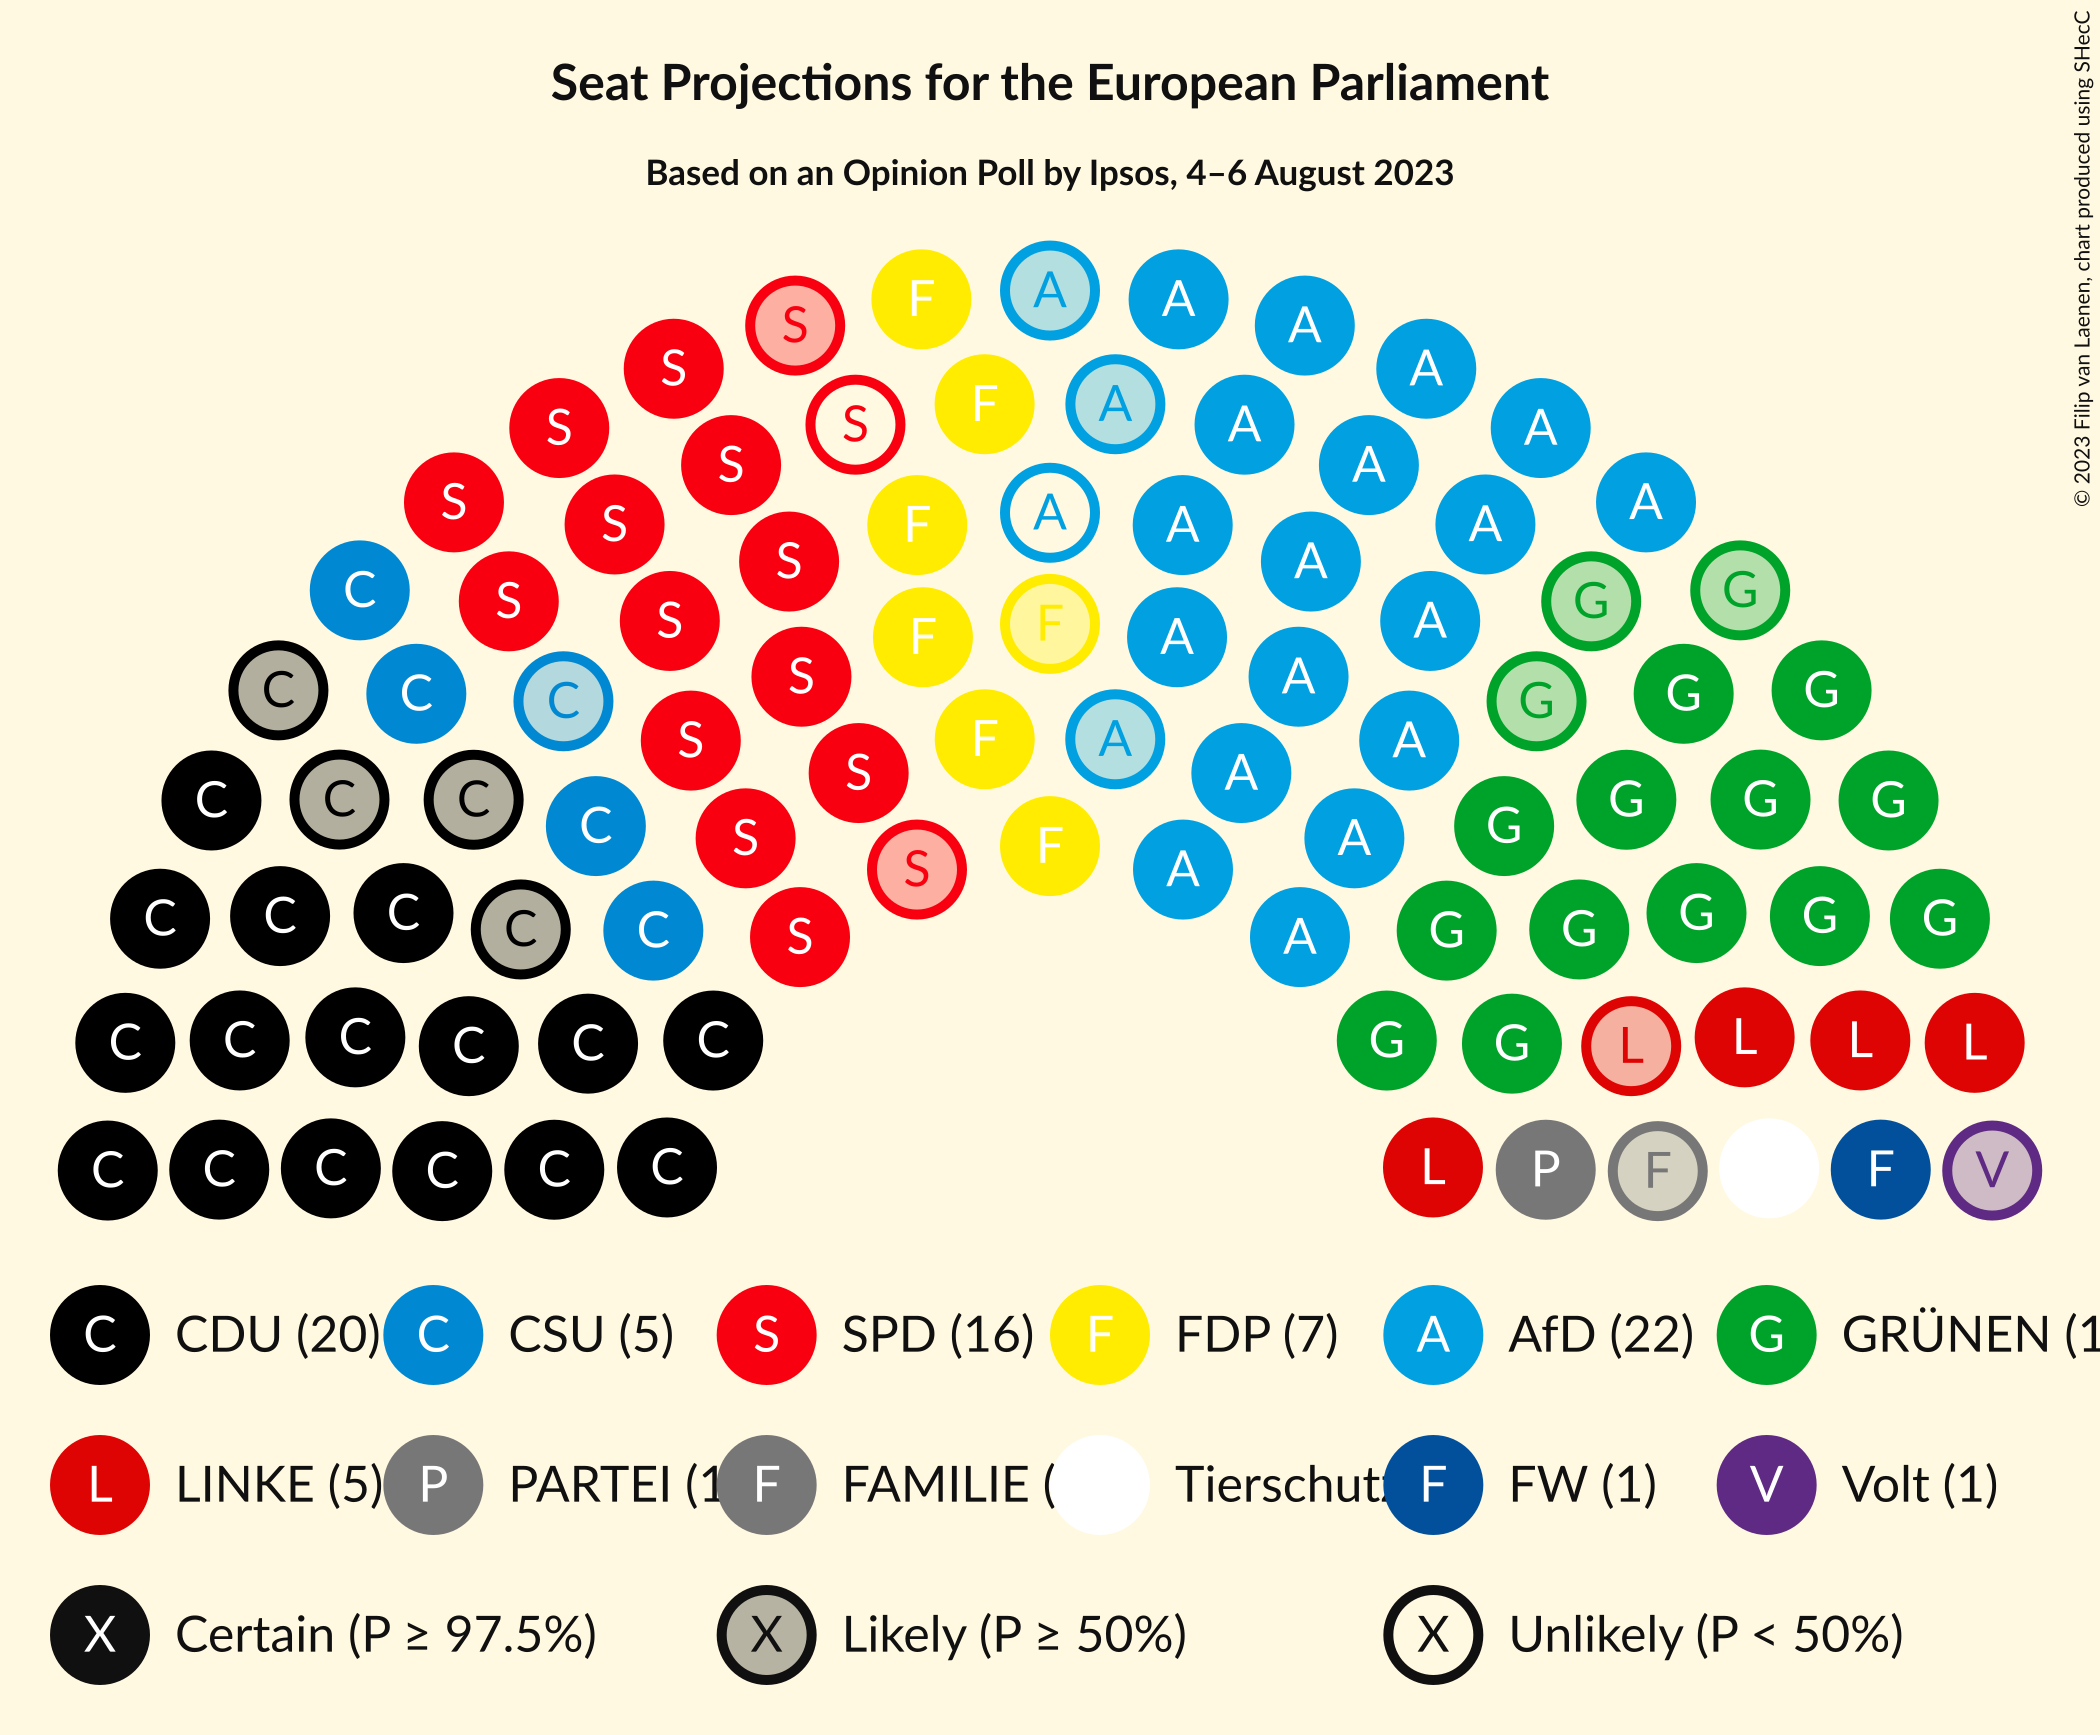 Seat Projections for the European Parliament
Based on an Opinion Poll by Ipsos, 4–6 August 2023
© 2023 Filip van Laenen, chart produced using SHecC
F A A A
S A
S F A A
S S A A
S S A A
S S F A A A
C S S A G G
C S S F F A A A G G
C C C S S F A A A G G
C C C C S S F A A G G G G
C C C C C S S A A G G G G G
C C C C C C G G L L L L
C C C C C C L P F F V
C CDU (20) C CSU (5) S SPD (16) F FDP (7) A AfD (22) G GRÜNEN (1
L LINKE (5) P PARTEI (1 F FAMILIE ( Tierschutz F FW (1) V Volt (1)
X Certain (P ≥ 97.5%) X Likely (P ≥ 50%) X Unlikely (P < 50%)